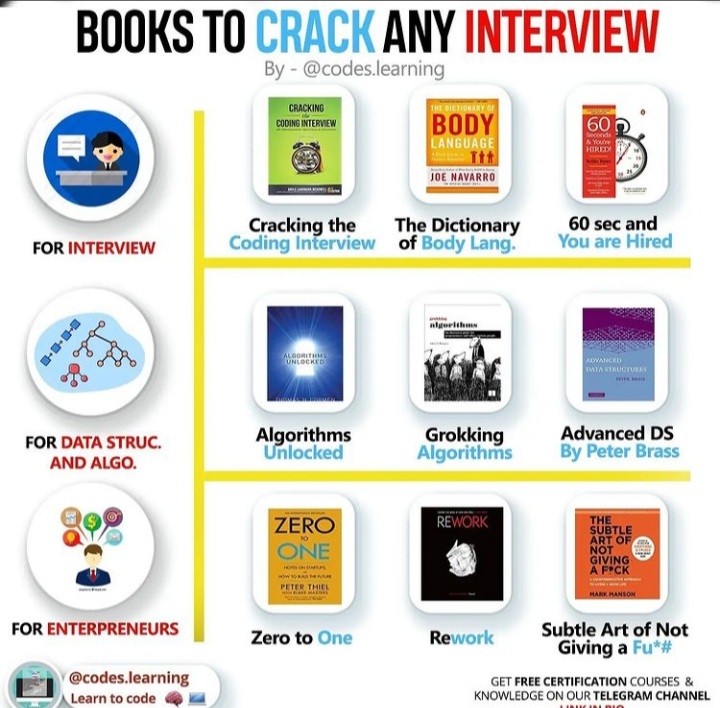 BOOKS TO CRACK ANY INTERVIEW
By - @codes.learning
CRACKING
the
CODING INTERVIEW
THE DICTIONARY OF
BODY
LANGUAGE
JOE NAVARRO
60
Seconds
& You're
HIRED!
FOR INTERVIEW
Cracking the
Coding Interview
The Dictionary
of Body Lang.
60 sec and
You are Hired
ALGORITHMS
UNLOCKED
THOMAS H. CORMEN
grokking
algorithms
ADVANCED
DATA STRUCTURES
PETER BRASS
FOR DATA STRUC.
AND ALGO.
Algorithms
Unlocked
Grokking
Algorithms
Advanced DS
By Peter Brass
ZERO
TO
ONE
NOTES ON STARTUPS,
OR
HOW TO BUILD THE FUTURE
PETER THIEL
WITH BLAKE MASTERS
REWORK
THE
SUBTLE
ART OF
NOT
GIVING
A F*CK
MARK MANSON
FOR ENTERPRENEURS
Zero to One
Rework
Subtle Art of Not
Giving a Fu*#
@codes.learning
Learn to code
GET FREE CERTIFICATION COURSES &
KNOWLEDGE ON OUR TELEGRAM CHANNEL
LINK IN BIO